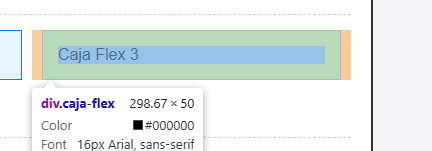 Caja Flex 3
div.caja-flex 298.67 × 50
Color #000000
Font 16px Arial, sans-serif